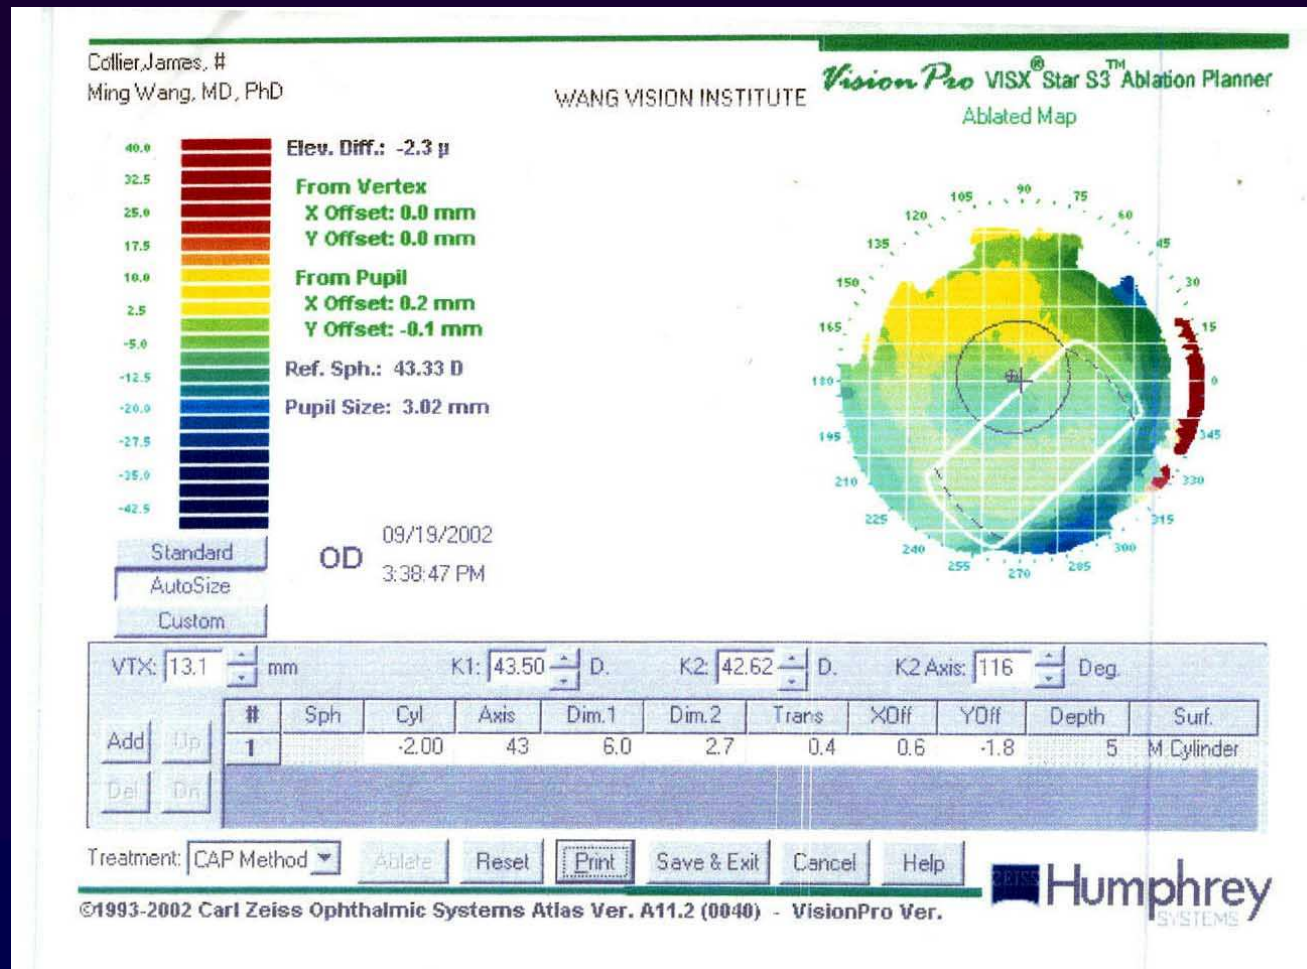 Collier,James, #
Ming Wang, MD, PhD
WANG VISION INSTITUTE
Vision Pro VISX® Star S3™ Ablation Planner
Ablated Map
40.0
32.5
25.0
17.5
10.0
2.5
-5.0
-12.5
-20.0
-27.5
-35.0
-42.5
Elev. Diff.: -2.3 µ
From Vertex
X Offset: 0.0 mm
Y Offset: 0.0 mm
From Pupil
X Offset: 0.2 mm
Y Offset: -0.1 mm
Ref. Sph.: 43.33 D
Pupil Size: 3.02 mm
105 90 75
120 60
135 45
150 30
165 15
180 0
195 345
210 330
225 315
240 300
255 270 285
OD
09/19/2002
3:38:47 PM
Standard
AutoSize
Custom
VTX: 13.1 mm K1: 43.50 D. K2: 42.62 D. K2 Axis: 116 Deg.
# Sph Cyl Axis Dim.1 Dim.2 Trans XOff YOff Depth Surf.
1 -2.00 43 6.0 2.7 0.4 0.6 -1.8 5 M Cylinder
Add Up
Del Dn
Treatment: CAP Method Ablate Reset Print Save & Exit Cancel Help
ZEISS Humphrey
SYSTEMS
©1993-2002 Carl Zeiss Ophthalmic Systems Atlas Ver. A11.2 (0040) - VisionPro Ver.